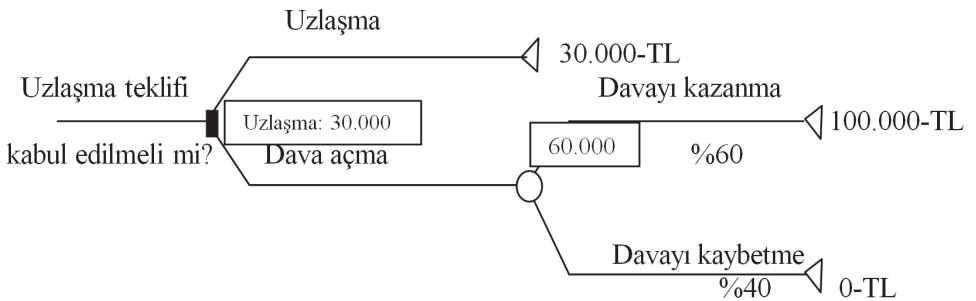 Uzlaşma
30.000-TL
Uzlaşma teklifi
kabul edilmeli mi?
Uzlaşma: 30.000
Dava açma
60.000
Davayı kazanma
%60
100.000-TL
Davayı kaybetme
%40
0-TL